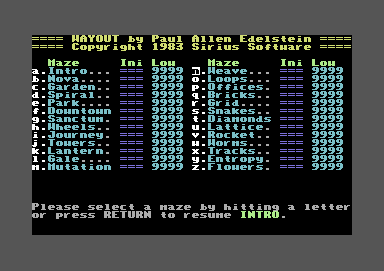 ==== WAYOUT by Paul Allen Edelstein ====
==== Copyright 1983 Sirius Software ====
Maze Ini Low Maze Ini Low
a.Intro... === 9999 n.Weave... === 9999
b.Nova.... === 9999 o.Loops... === 9999
c.Garden.. === 9999 p.Offices === 9999
d.Spiral.. === 9999 q.Bricks.. === 9999
e.Park.... === 9999 r.Grid.... === 9999
f.Downtown === 9999 s.Snakes.. === 9999
g.Sanctum. === 9999 t.Diamonds === 9999
h.Wheels.. === 9999 u.Lattice. === 9999
i.Journey. === 9999 v.Rocket.. === 9999
j.Towers.. === 9999 w.Worms... === 9999
k.Lantern. === 9999 x.Tracks.. === 9999
l.Gale.... === 9999 y.Entropy. === 9999
m.Mutation === 9999 z.Flowers. === 9999
Please select a maze by hitting a letter
or press RETURN to resume INTRO.